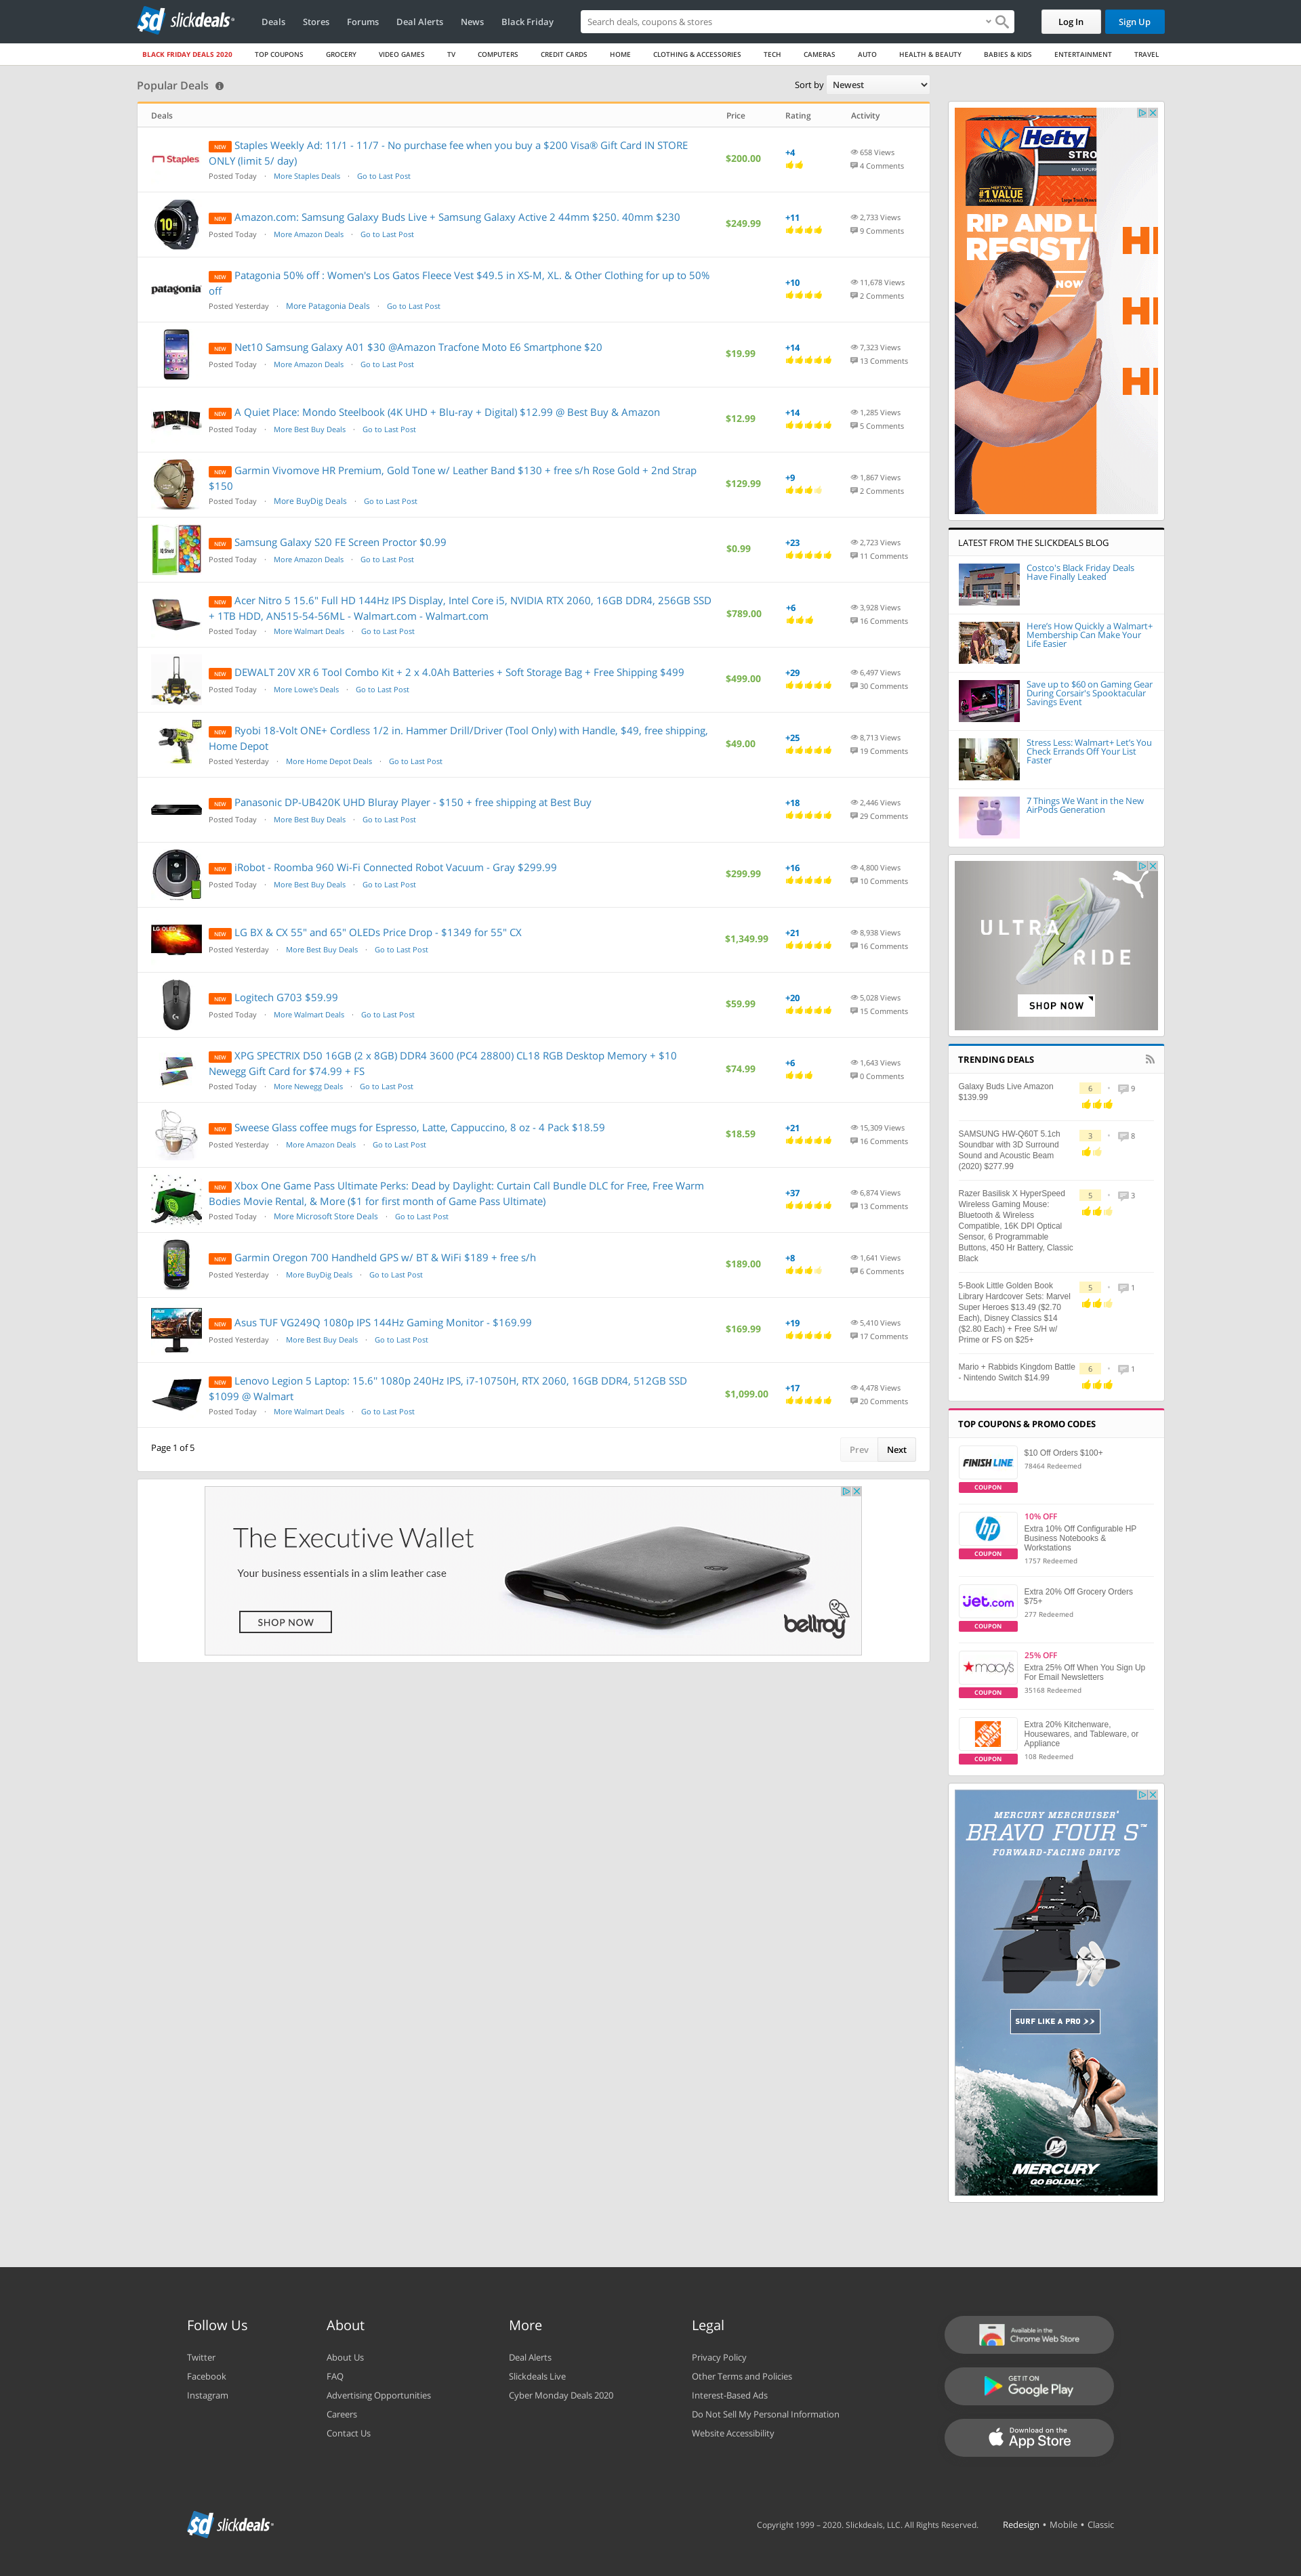 sd slickdeals
Deals Stores Forums Deal Alerts News Black Friday
Search deals, coupons & stores
Log In Sign Up
BLACK FRIDAY DEALS 2020 TOP COUPONS GROCERY VIDEO GAMES TV COMPUTERS CREDIT CARDS HOME CLOTHING & ACCESSORIES TECH CAMERAS AUTO HEALTH & BEAUTY BABIES & KIDS ENTERTAINMENT TRAVEL
Popular Deals
Sort by Newest
Deals Price Rating Activity
Staples
NEW Staples Weekly Ad: 11/1 - 11/7 - No purchase fee when you buy a $200 Visa® Gift Card IN STORE
ONLY (limit 5/ day)
Posted Today · More Staples Deals · Go to Last Post
$200.00
+4
658 Views
4 Comments
NEW Amazon.com: Samsung Galaxy Buds Live + Samsung Galaxy Active 2 44mm $250. 40mm $230
Posted Today · More Amazon Deals · Go to Last Post
$249.99
+11
2,733 Views
9 Comments
patagonia
NEW Patagonia 50% off : Women's Los Gatos Fleece Vest $49.5 in XS-M, XL. & Other Clothing for up to 50%
off
Posted Yesterday · More Patagonia Deals · Go to Last Post
+10
11,678 Views
2 Comments
NEW Net10 Samsung Galaxy A01 $30 @Amazon Tracfone Moto E6 Smartphone $20
Posted Today · More Amazon Deals · Go to Last Post
$19.99
+14
7,323 Views
13 Comments
NEW A Quiet Place: Mondo Steelbook (4K UHD + Blu-ray + Digital) $12.99 @ Best Buy & Amazon
Posted Today · More Best Buy Deals · Go to Last Post
$12.99
+14
1,285 Views
5 Comments
NEW Garmin Vivomove HR Premium, Gold Tone w/ Leather Band $130 + free s/h Rose Gold + 2nd Strap
$150
Posted Today · More BuyDig Deals · Go to Last Post
$129.99
+9
1,867 Views
2 Comments
NEW Samsung Galaxy S20 FE Screen Proctor $0.99
Posted Today · More Amazon Deals · Go to Last Post
$0.99
+23
2,723 Views
11 Comments
NEW Acer Nitro 5 15.6" Full HD 144Hz IPS Display, Intel Core i5, NVIDIA RTX 2060, 16GB DDR4, 256GB SSD
+ 1TB HDD, AN515-54-56ML - Walmart.com - Walmart.com
Posted Today · More Walmart Deals · Go to Last Post
$789.00
+6
3,928 Views
16 Comments
NEW DEWALT 20V XR 6 Tool Combo Kit + 2 x 4.0Ah Batteries + Soft Storage Bag + Free Shipping $499
Posted Today · More Lowe's Deals · Go to Last Post
$499.00
+29
6,497 Views
30 Comments
NEW Ryobi 18-Volt ONE+ Cordless 1/2 in. Hammer Drill/Driver (Tool Only) with Handle, $49, free shipping,
Home Depot
Posted Yesterday · More Home Depot Deals · Go to Last Post
$49.00
+25
8,713 Views
19 Comments
NEW Panasonic DP-UB420K UHD Bluray Player - $150 + free shipping at Best Buy
Posted Today · More Best Buy Deals · Go to Last Post
+18
2,446 Views
29 Comments
NEW iRobot - Roomba 960 Wi-Fi Connected Robot Vacuum - Gray $299.99
Posted Today · More Best Buy Deals · Go to Last Post
$299.99
+16
4,800 Views
10 Comments
LG OLED
NEW LG BX & CX 55" and 65" OLEDs Price Drop - $1349 for 55" CX
Posted Yesterday · More Best Buy Deals · Go to Last Post
$1,349.99
+21
8,938 Views
16 Comments
NEW Logitech G703 $59.99
Posted Today · More Walmart Deals · Go to Last Post
$59.99
+20
5,028 Views
15 Comments
NEW XPG SPECTRIX D50 16GB (2 x 8GB) DDR4 3600 (PC4 28800) CL18 RGB Desktop Memory + $10
Newegg Gift Card for $74.99 + FS
Posted Today · More Newegg Deals · Go to Last Post
$74.99
+6
1,643 Views
0 Comments
NEW Sweese Glass coffee mugs for Espresso, Latte, Cappuccino, 8 oz - 4 Pack $18.59
Posted Yesterday · More Amazon Deals · Go to Last Post
$18.59
+21
15,309 Views
16 Comments
NEW Xbox One Game Pass Ultimate Perks: Dead by Daylight: Curtain Call Bundle DLC for Free, Free Warm
Bodies Movie Rental, & More ($1 for first month of Game Pass Ultimate)
Posted Today · More Microsoft Store Deals · Go to Last Post
+37
6,874 Views
13 Comments
NEW Garmin Oregon 700 Handheld GPS w/ BT & WiFi $189 + free s/h
Posted Yesterday · More BuyDig Deals · Go to Last Post
$189.00
+8
1,641 Views
6 Comments
NEW Asus TUF VG249Q 1080p IPS 144Hz Gaming Monitor - $169.99
Posted Yesterday · More Best Buy Deals · Go to Last Post
$169.99
+19
5,410 Views
17 Comments
NEW Lenovo Legion 5 Laptop: 15.6'' 1080p 240Hz IPS, i7-10750H, RTX 2060, 16GB DDR4, 512GB SSD
$1099 @ Walmart
Posted Today · More Walmart Deals · Go to Last Post
$1,099.00
+17
4,478 Views
20 Comments
Page 1 of 5
Prev Next
The Executive Wallet
Your business essentials in a slim leather case
SHOP NOW
bellroy
Hefty
STRO
MULTIPURP
HEFTY IS
#1 VALUE
DRAWSTRING BAG
RIP AND L
RESISTA
NOW
HE
HE
HE
LATEST FROM THE SLICKDEALS BLOG
Costco's Black Friday Deals
Have Finally Leaked
Here's How Quickly a Walmart+
Membership Can Make Your
Life Easier
Save up to $60 on Gaming Gear
During Corsair's Spooktacular
Savings Event
Stress Less: Walmart+ Let's You
Check Errands Off Your List
Faster
7 Things We Want in the New
AirPods Generation
ULTRA
RIDE
SHOP NOW
TRENDING DEALS
Galaxy Buds Live Amazon
$139.99
6 · 9
SAMSUNG HW-Q60T 5.1ch
Soundbar with 3D Surround
Sound and Acoustic Beam
(2020) $277.99
3 · 8
Razer Basilisk X HyperSpeed
Wireless Gaming Mouse:
Bluetooth & Wireless
Compatible, 16K DPI Optical
Sensor, 6 Programmable
Buttons, 450 Hr Battery, Classic
Black
5 · 3
5-Book Little Golden Book
Library Hardcover Sets: Marvel
Super Heroes $13.49 ($2.70
Each), Disney Classics $14
($2.80 Each) + Free S/H w/
Prime or FS on $25+
5 · 1
Mario + Rabbids Kingdom Battle
- Nintendo Switch $14.99
6 · 1
TOP COUPONS & PROMO CODES
FINISH LINE
COUPON
$10 Off Orders $100+
78464 Redeemed
hp
COUPON
10% OFF
Extra 10% Off Configurable HP
Business Notebooks &
Workstations
1757 Redeemed
jet.com
COUPON
Extra 20% Off Grocery Orders
$75+
277 Redeemed
macy's
COUPON
25% OFF
Extra 25% Off When You Sign Up
For Email Newsletters
35168 Redeemed
THE HOME DEPOT
COUPON
Extra 20% Kitchenware,
Housewares, and Tableware, or
Appliance
108 Redeemed
MERCURY MERCRUISER®
BRAVO FOUR S™
FORWARD-FACING DRIVE
SURF LIKE A PRO >>
MERCURY
GO BOLDLY.
Follow Us
Twitter
Facebook
Instagram
About
About Us
FAQ
Advertising Opportunities
Careers
Contact Us
More
Deal Alerts
Slickdeals Live
Cyber Monday Deals 2020
Legal
Privacy Policy
Other Terms and Policies
Interest-Based Ads
Do Not Sell My Personal Information
Website Accessibility
Available in the
Chrome Web Store
GET IT ON
Google Play
Download on the
App Store
sd slickdeals
Copyright 1999 – 2020. Slickdeals, LLC. All Rights Reserved. Redesign • Mobile • Classic